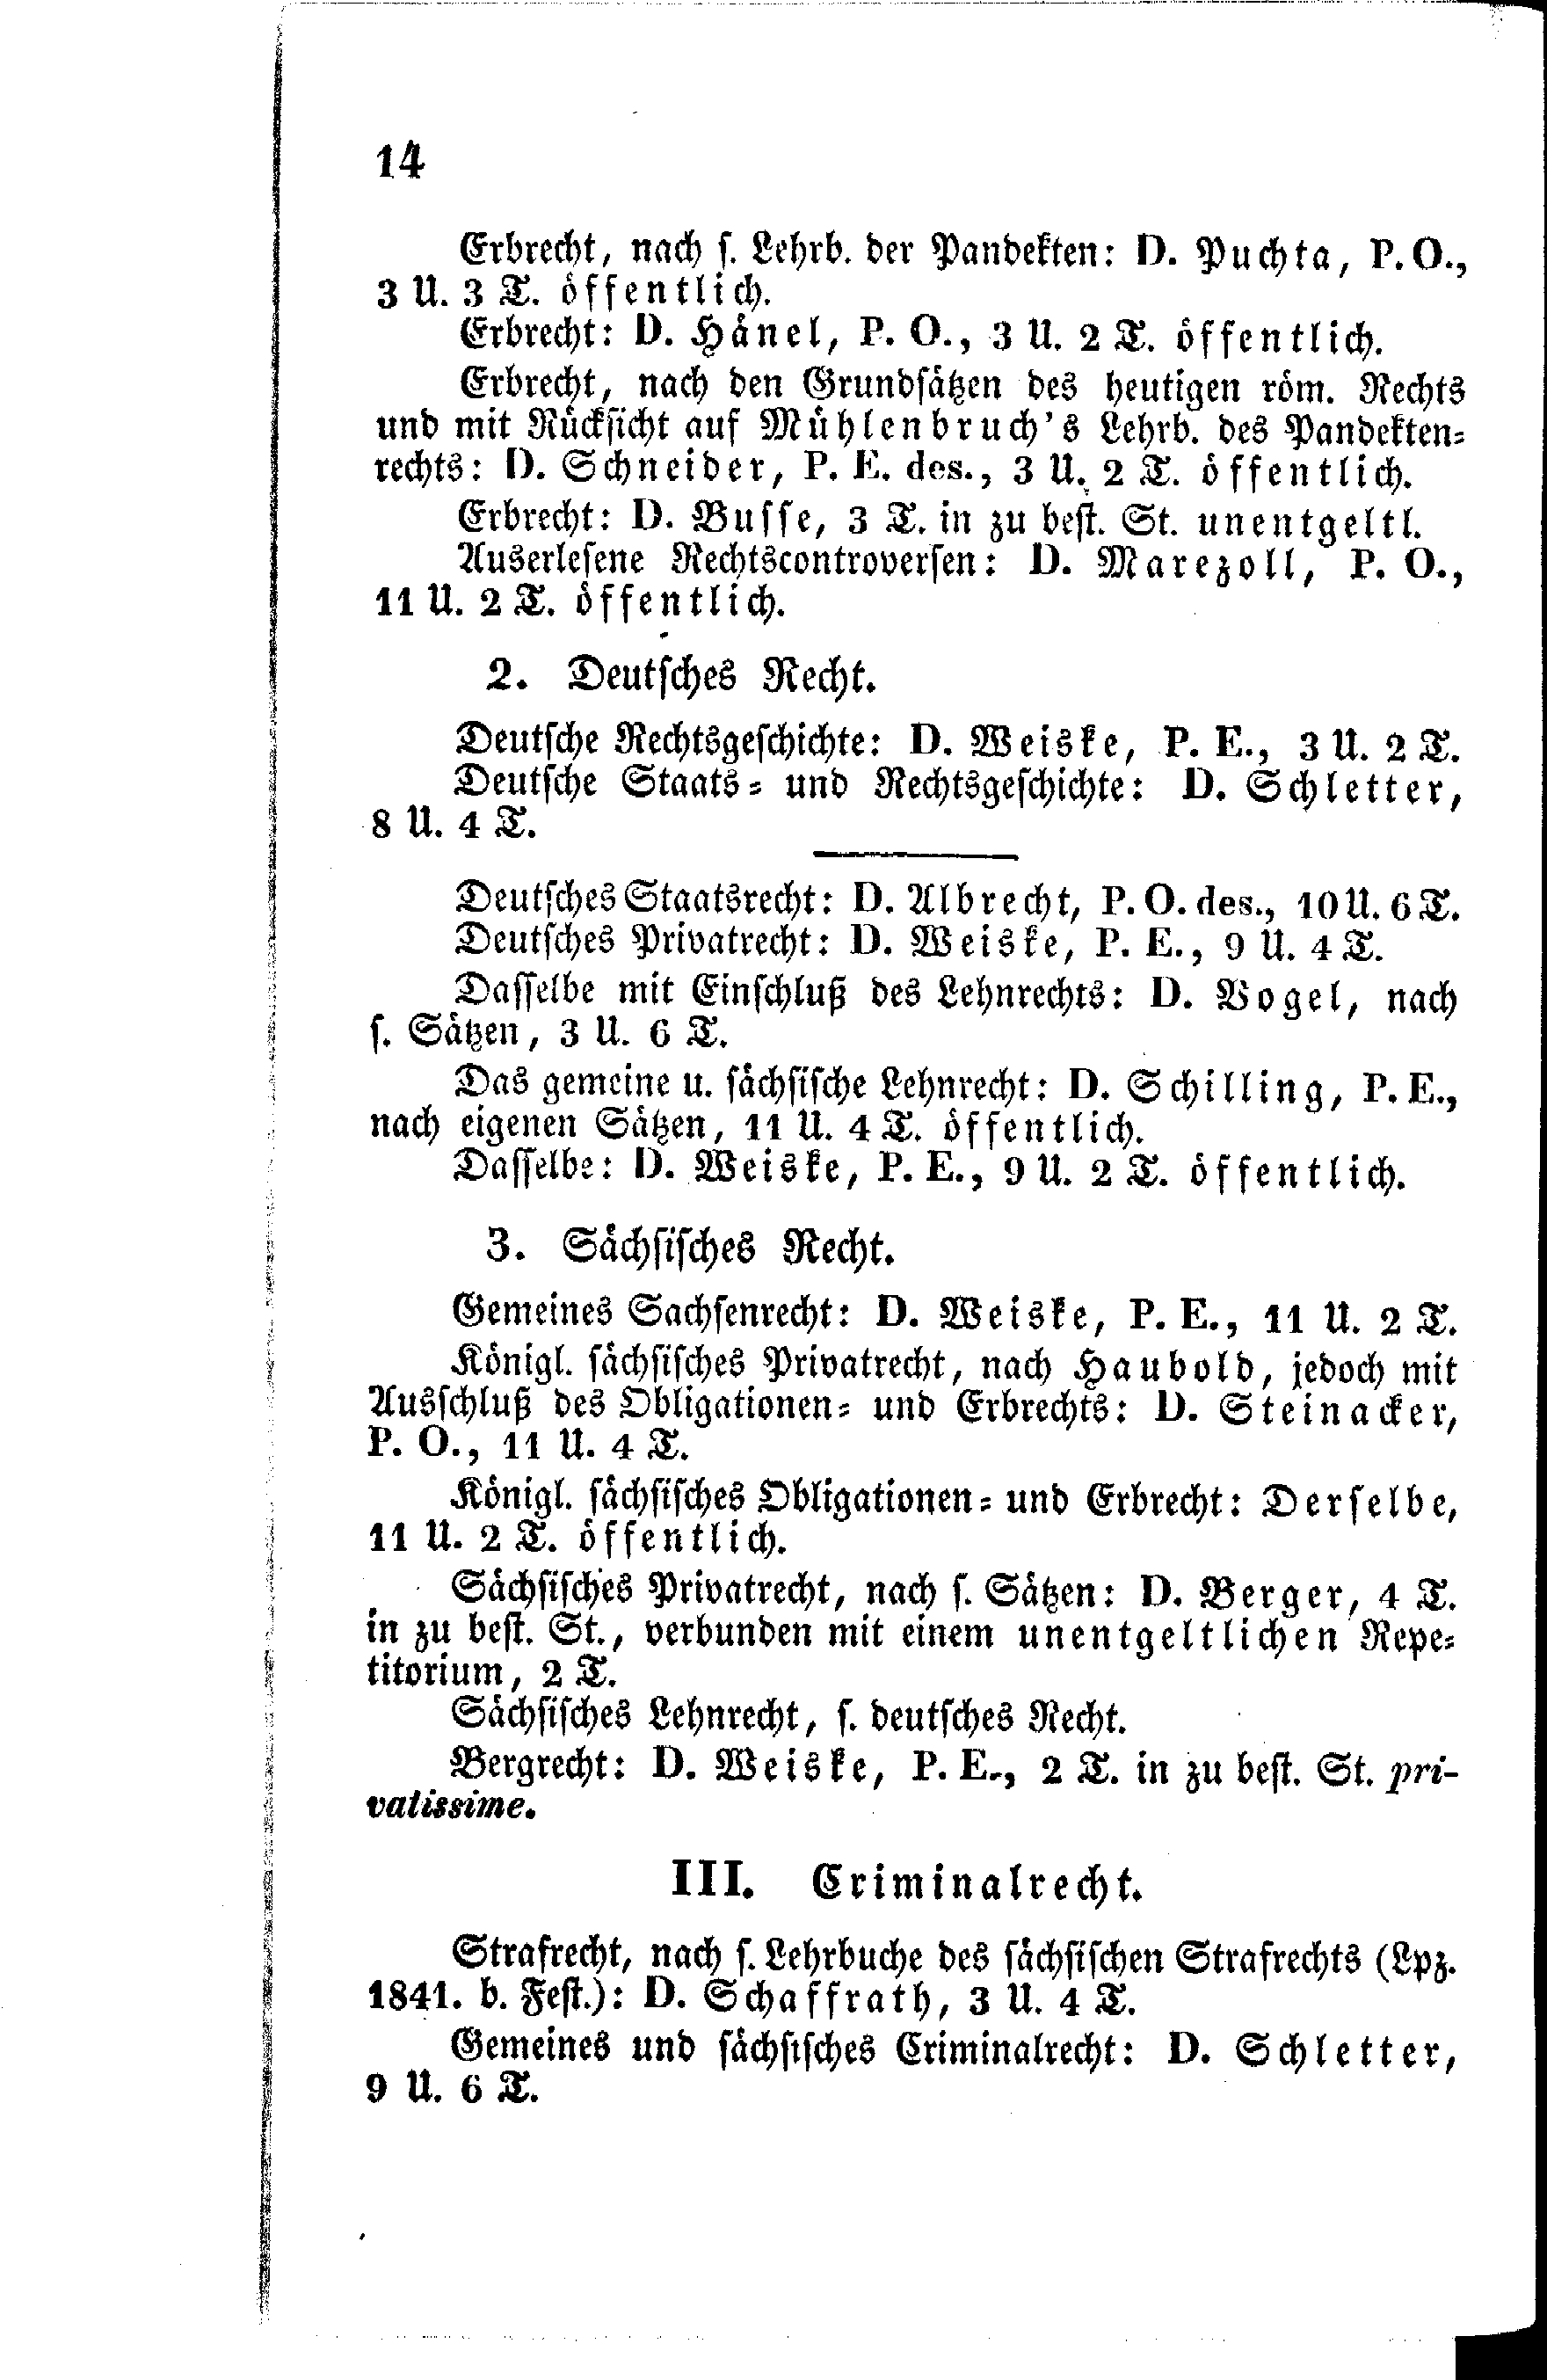 14
Erbrecht, nach ſ. Lehrb. der Pandekten: D. Puchta, P. O.,
3 U. 3 T. öffentlich.
Erbrecht: D. Hänel, P. O., 3 U. 2 T. öffentlich.
Erbrecht, nach den Grundſätzen des heutigen röm. Rechts
und mit Rückſicht auf Mühlenbruch's Lehrb. des Pandekten=
rechts: D. Schneider, P. E. des., 3 U. 2 T. öffentlich.
Erbrecht: D. Buſſe, 3 T. in zu beſt. St. unentgeltl.
Auserleſene Rechtscontroverſen: D. Marezoll, P. O.,
11 U. 2 T. öffentlich.
2. Deutſches Recht.
Deutſche Rechtsgeſchichte: D. Weiske, P. E., 3 U. 2 T.
Deutſche Staats= und Rechtsgeſchichte: D. Schletter,
8 U. 4 T.
Deutſches Staatsrecht: D. Albrecht, P. O. des., 10 U. 6 T.
Deutſches Privatrecht: D. Weiske, P. E., 9 U. 4 T.
Daſſelbe mit Einſchluß des Lehnrechts: D. Vogel, nach
ſ. Sätzen, 3 U. 6 T.
Das gemeine u. ſächſiſche Lehnrecht: D. Schilling, P. E.,
nach eigenen Sätzen, 11 U. 4 T. öffentlich.
Daſſelbe: D. Weiske, P. E., 9 U. 2 T. öffentlich.
3. Sächſiſches Recht.
Gemeines Sachſenrecht: D. Weiske, P. E., 11 U. 2 T.
Königl. ſächſiſches Privatrecht, nach Haubold, jedoch mit
Ausſchluß des Obligationen= und Erbrechts: D. Steinacker,
P. O., 11 U. 4 T.
Königl. ſächſiſches Obligationen= und Erbrecht: Derſelbe,
11 U. 2 T. öffentlich.
Sächſiſches Privatrecht, nach ſ. Sätzen: D. Berger, 4 T.
in zu beſt. St., verbunden mit einem unentgeltlichen Repe=
titorium, 2 T.
Sächſiſches Lehnrecht, ſ. deutſches Recht.
Bergrecht: D. Weiske, P. E., 2 T. in zu beſt. St. pri-
vatissime.
III. Criminalrecht.
Strafrecht, nach ſ. Lehrbuche des ſächſiſchen Strafrechts (Lpz.
1841. b. Feſt.): D. Schaffrath, 3 U. 4 T.
Gemeines und ſächſiſches Criminalrecht: D. Schletter,
9 U. 6 T.